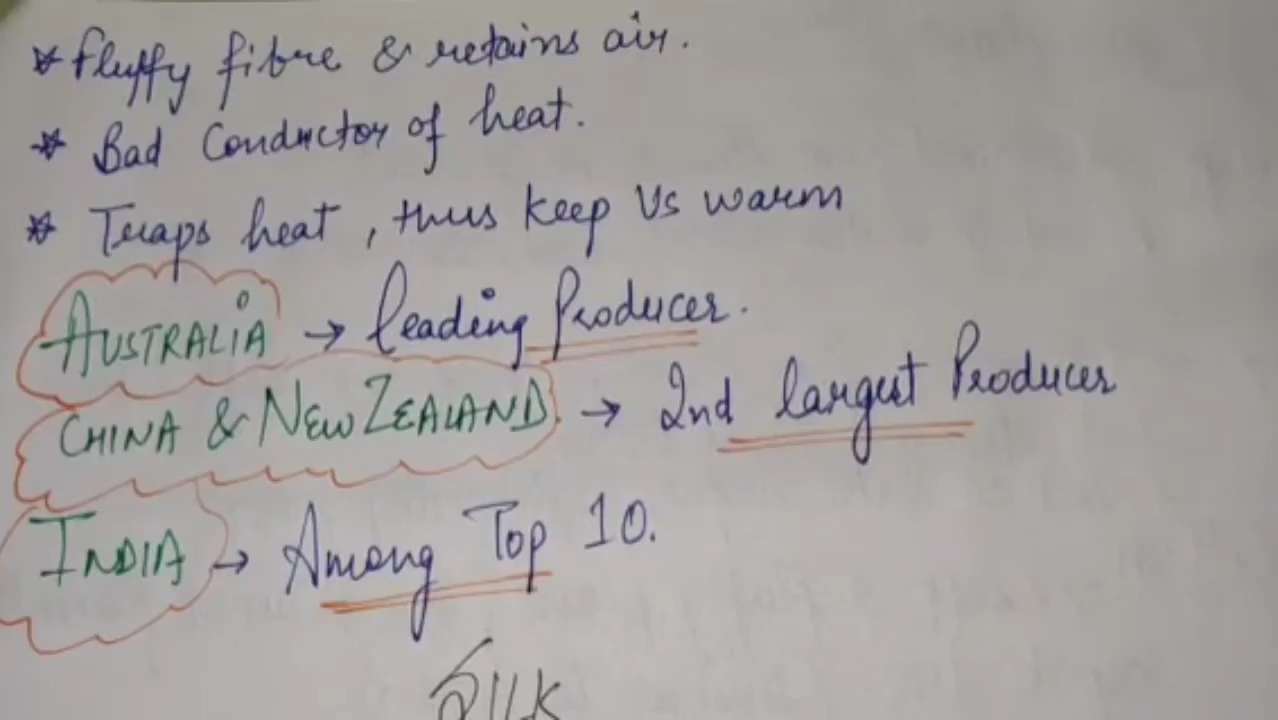 * Fluffy fibre & retains air.
* Bad Conductor of heat.
* Traps heat, thus keep Us warm
AUSTRALIA → leading Producer.
CHINA & NEW ZEALAND → 2nd largest Producer
INDIA → Among Top 10.
SILK